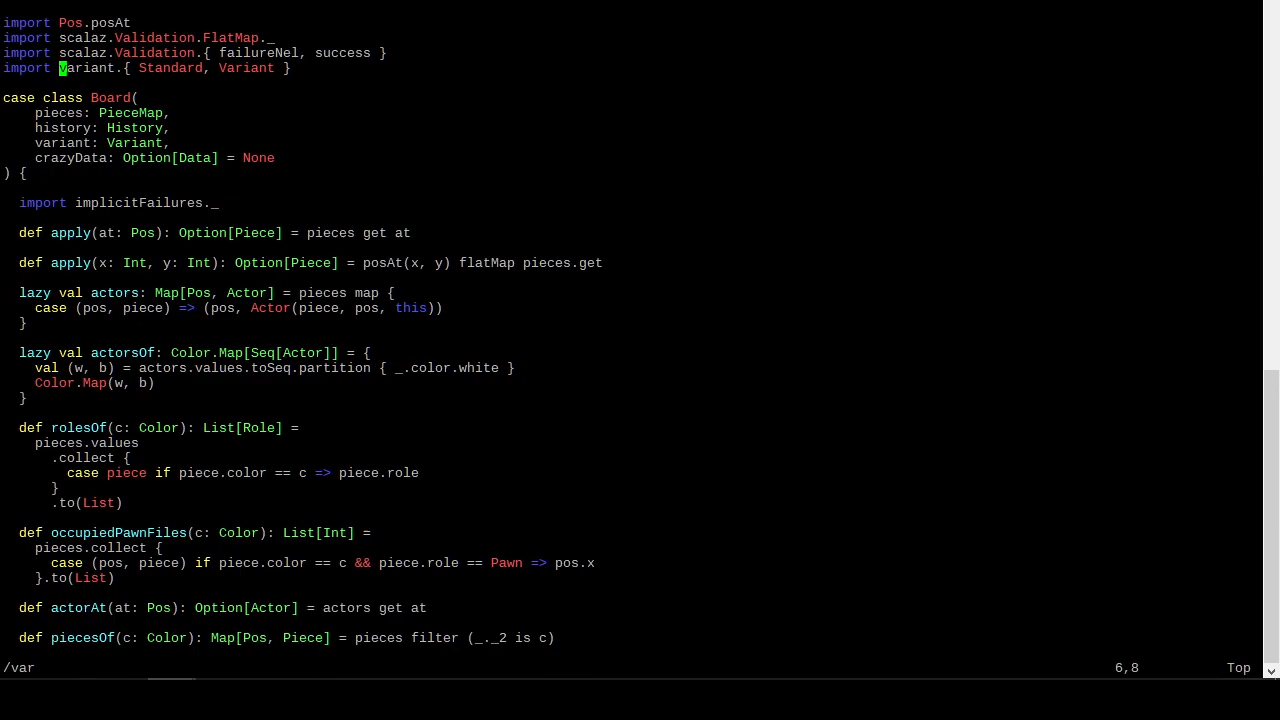 import Pos.posAt
import scalaz.Validation.FlatMap._
import scalaz.Validation.{ failureNel, success }
import variant.{ Standard, Variant }

case class Board(
    pieces: PieceMap,
    history: History,
    variant: Variant,
    crazyData: Option[Data] = None
) {

  import implicitFailures._

  def apply(at: Pos): Option[Piece] = pieces get at

  def apply(x: Int, y: Int): Option[Piece] = posAt(x, y) flatMap pieces.get

  lazy val actors: Map[Pos, Actor] = pieces map {
    case (pos, piece) => (pos, Actor(piece, pos, this))
  }

  lazy val actorsOf: Color.Map[Seq[Actor]] = {
    val (w, b) = actors.values.toSeq.partition { _.color.white }
    Color.Map(w, b)
  }

  def rolesOf(c: Color): List[Role] =
    pieces.values
      .collect {
        case piece if piece.color == c => piece.role
      }
      .to(List)

  def occupiedPawnFiles(c: Color): List[Int] =
    pieces.collect {
      case (pos, piece) if piece.color == c && piece.role == Pawn => pos.x
    }.to(List)

  def actorAt(at: Pos): Option[Actor] = actors get at

  def piecesOf(c: Color): Map[Pos, Piece] = pieces filter (_._2 is c)

/var 6,8 Top